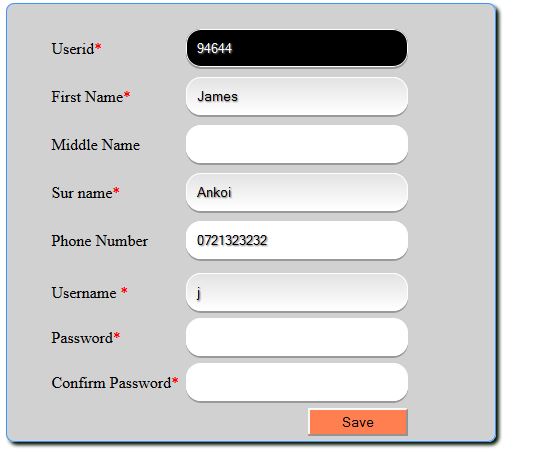 Userid* 94644
First Name* James
Middle Name
Sur name* Ankoi
Phone Number 0721323232
Username * j
Password*
Confirm Password*
Save